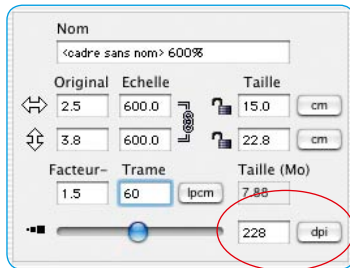 Nom
<cadre sans nom> 600%
Original Echelle Taille
2.5 600.0 15.0 cm
3.8 600.0 22.8 cm
Facteur- Trame Taille (Mo)
1.5 60 lpcm 7.88
228 dpi